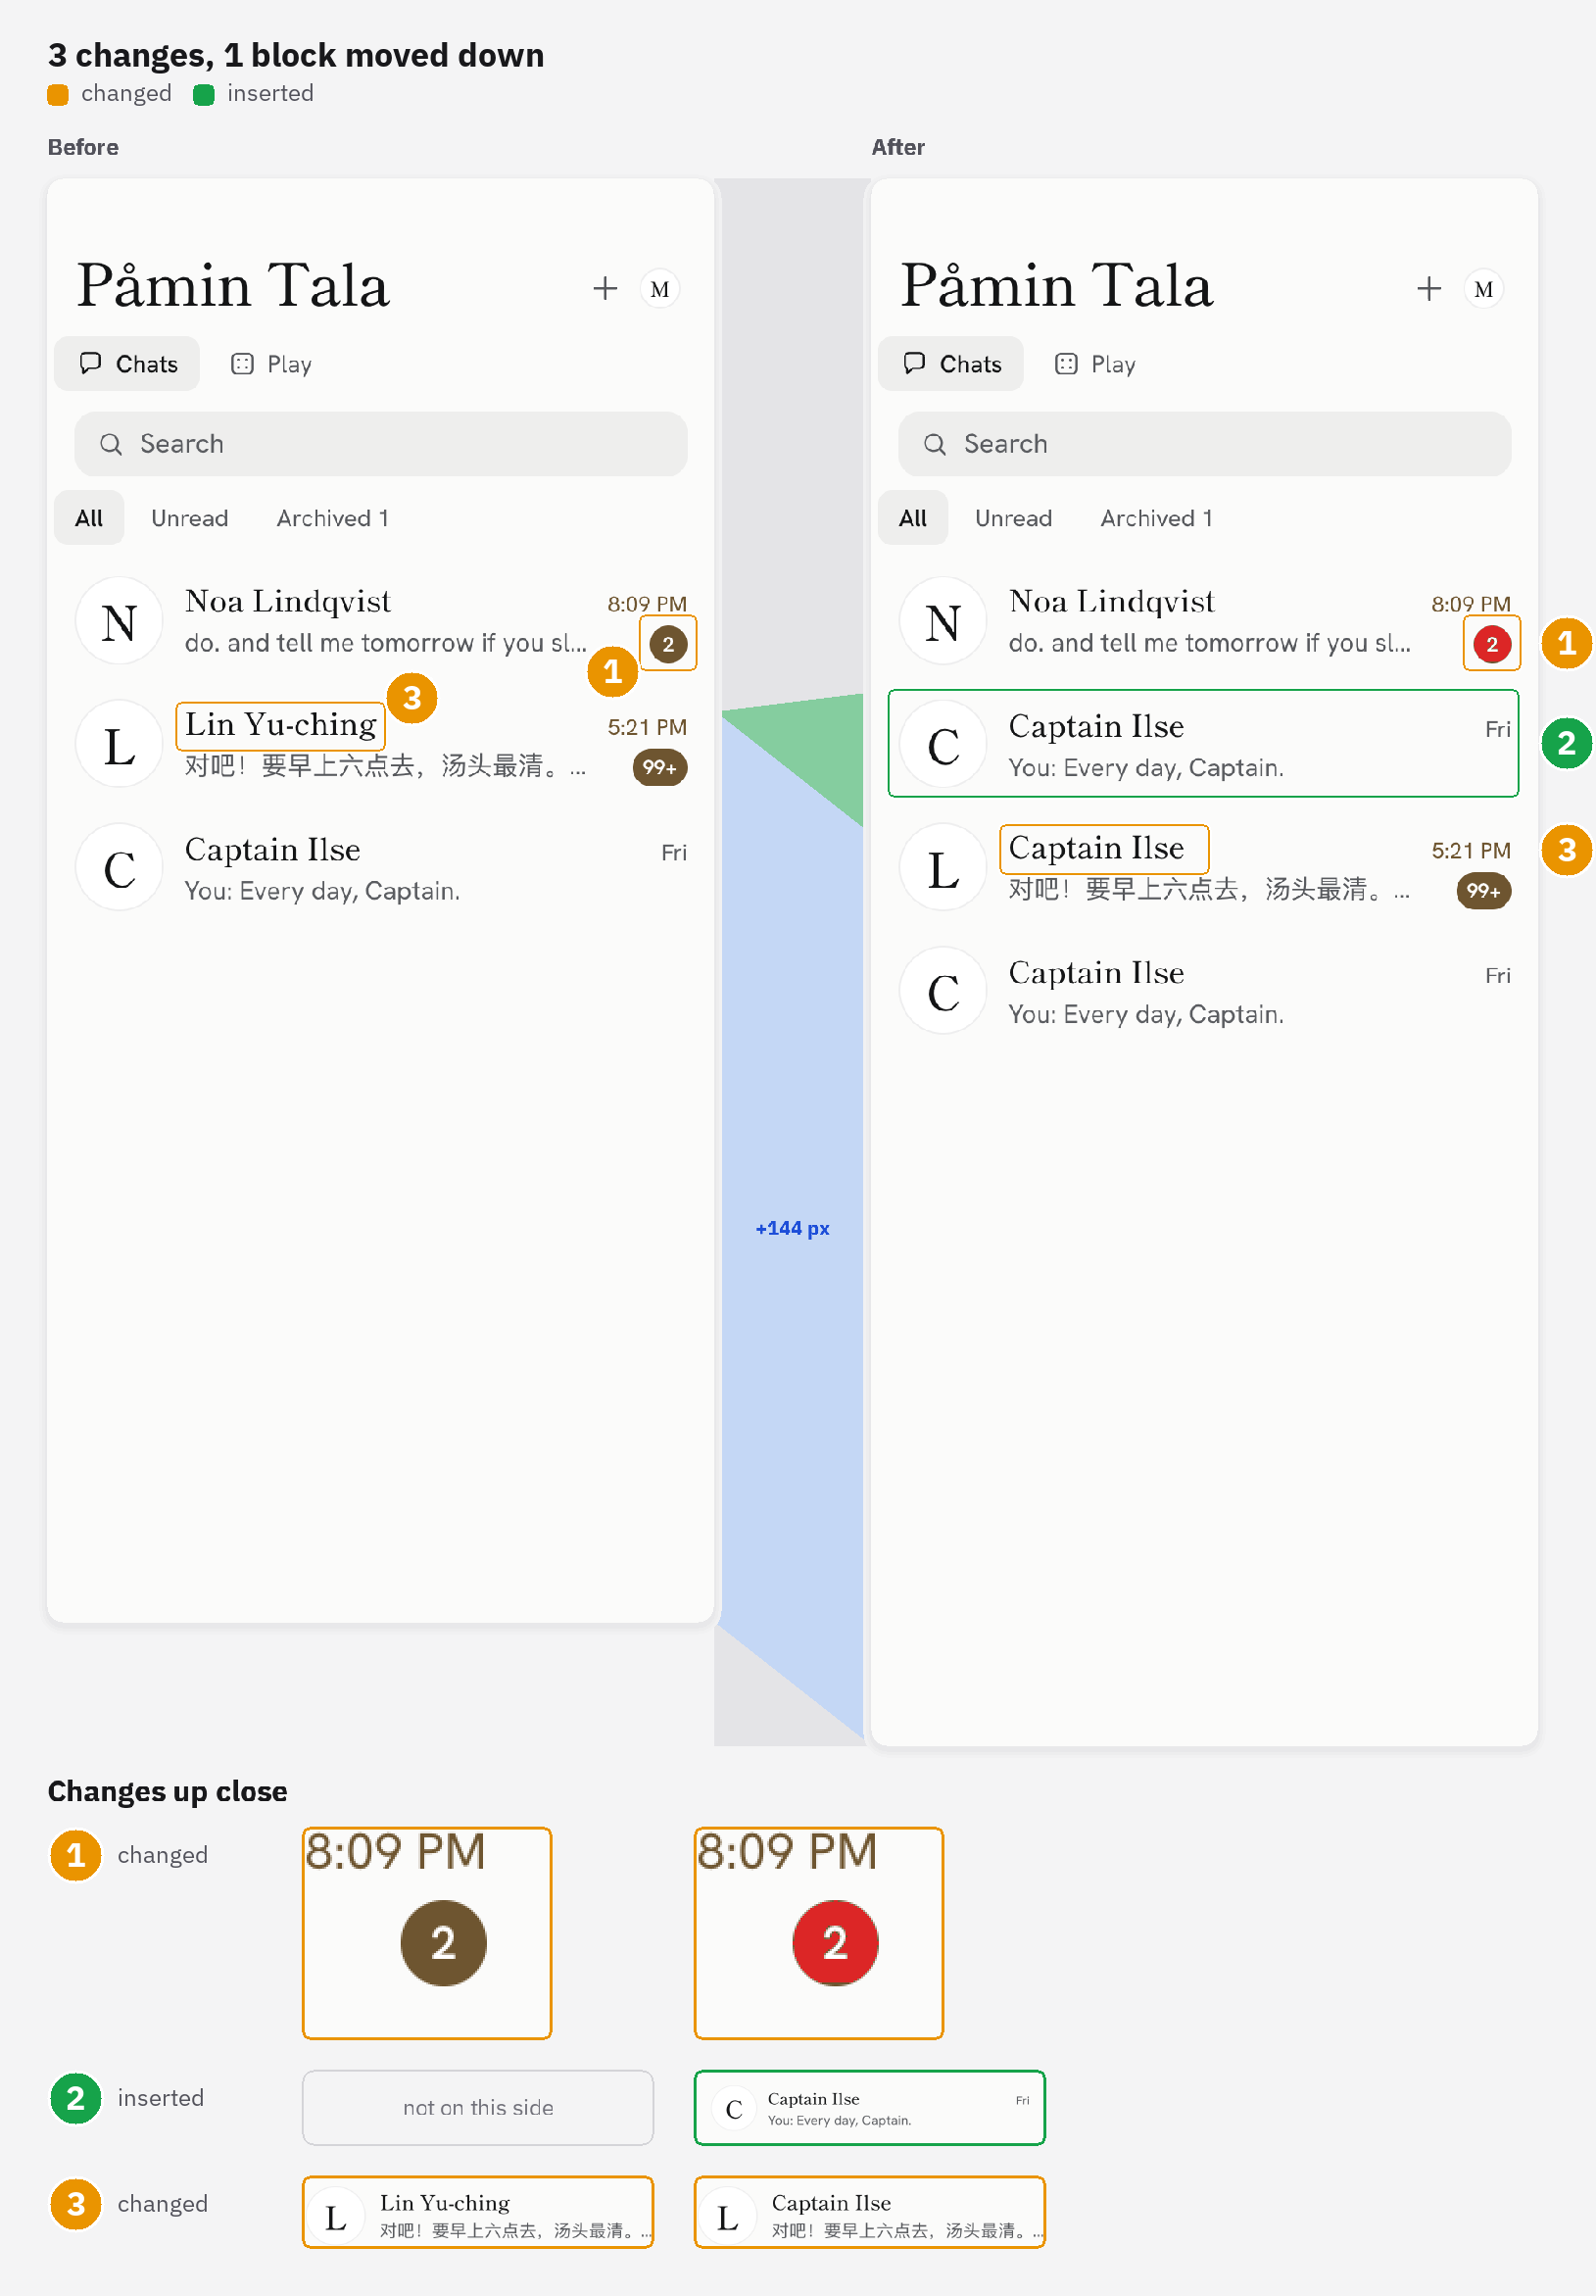 3 changes, 1 block moved down
changed inserted
Before
After
Påmin Tala
M
Chats Play
Search
All Unread Archived 1
N
Noa Lindqvist
8:09 PM
do. and tell me tomorrow if you sl...
2
1
3
L
Lin Yu-ching
5:21 PM
对吧！要早上六点去，汤头最清。...
99+
C
Captain Ilse
Fri
You: Every day, Captain.
+144 px
Påmin Tala
M
Chats Play
Search
All Unread Archived 1
N
Noa Lindqvist
8:09 PM
do. and tell me tomorrow if you sl...
2
1
C
Captain Ilse
Fri
You: Every day, Captain.
2
L
Captain Ilse
5:21 PM
对吧！要早上六点去，汤头最清。...
99+
3
C
Captain Ilse
Fri
You: Every day, Captain.
Changes up close
1 changed
8:09 PM
2
8:09 PM
2
2 inserted
not on this side
C
Captain Ilse
Fri
You: Every day, Captain.
3 changed
L
Lin Yu-ching
对吧！要早上六点去，汤头最清。...
L
Captain Ilse
对吧！要早上六点去，汤头最清。...